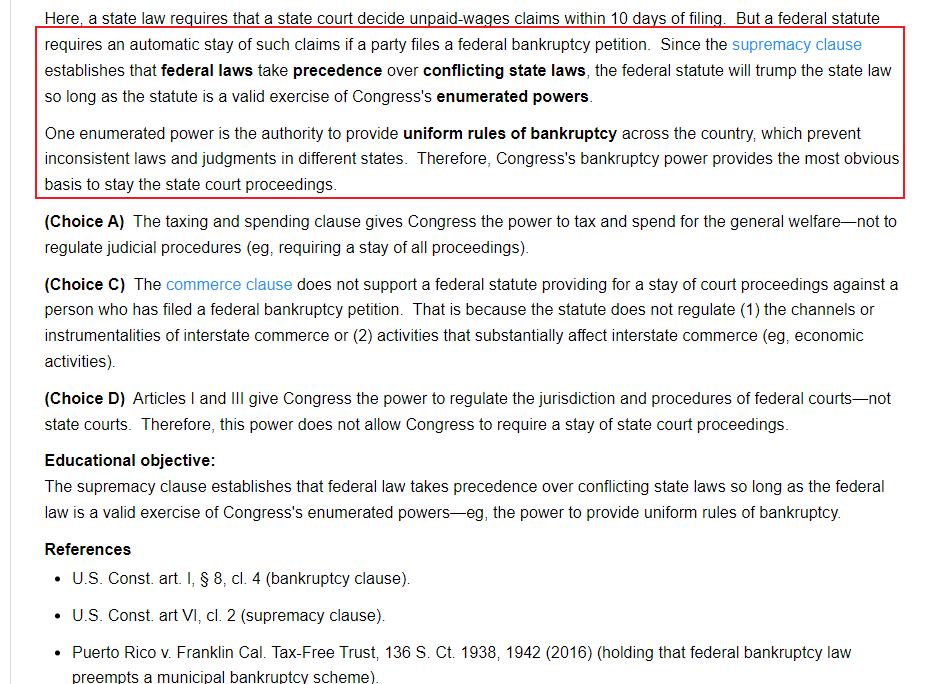 Here, a state law requires that a state court decide unpaid-wages claims within 10 days of filing.  But a federal statute
requires an automatic stay of such claims if a party files a federal bankruptcy petition.  Since the supremacy clause
establishes that federal laws take precedence over conflicting state laws, the federal statute will trump the state law
so long as the statute is a valid exercise of Congress's enumerated powers.
One enumerated power is the authority to provide uniform rules of bankruptcy across the country, which prevent
inconsistent laws and judgments in different states.  Therefore, Congress's bankruptcy power provides the most obvious
basis to stay the state court proceedings.
(Choice A)  The taxing and spending clause gives Congress the power to tax and spend for the general welfare—not to
regulate judicial procedures (eg, requiring a stay of all proceedings).
(Choice C)  The commerce clause does not support a federal statute providing for a stay of court proceedings against a
person who has filed a federal bankruptcy petition.  That is because the statute does not regulate (1) the channels or
instrumentalities of interstate commerce or (2) activities that substantially affect interstate commerce (eg, economic
activities).
(Choice D)  Articles I and III give Congress the power to regulate the jurisdiction and procedures of federal courts—not
state courts.  Therefore, this power does not allow Congress to require a stay of state court proceedings.
Educational objective:
The supremacy clause establishes that federal law takes precedence over conflicting state laws so long as the federal
law is a valid exercise of Congress's enumerated powers—eg, the power to provide uniform rules of bankruptcy.
References
• U.S. Const. art. I, § 8, cl. 4 (bankruptcy clause).
• U.S. Const. art VI, cl. 2 (supremacy clause).
• Puerto Rico v. Franklin Cal. Tax-Free Trust, 136 S. Ct. 1938, 1942 (2016) (holding that federal bankruptcy law
preempts a municipal bankruptcy scheme).